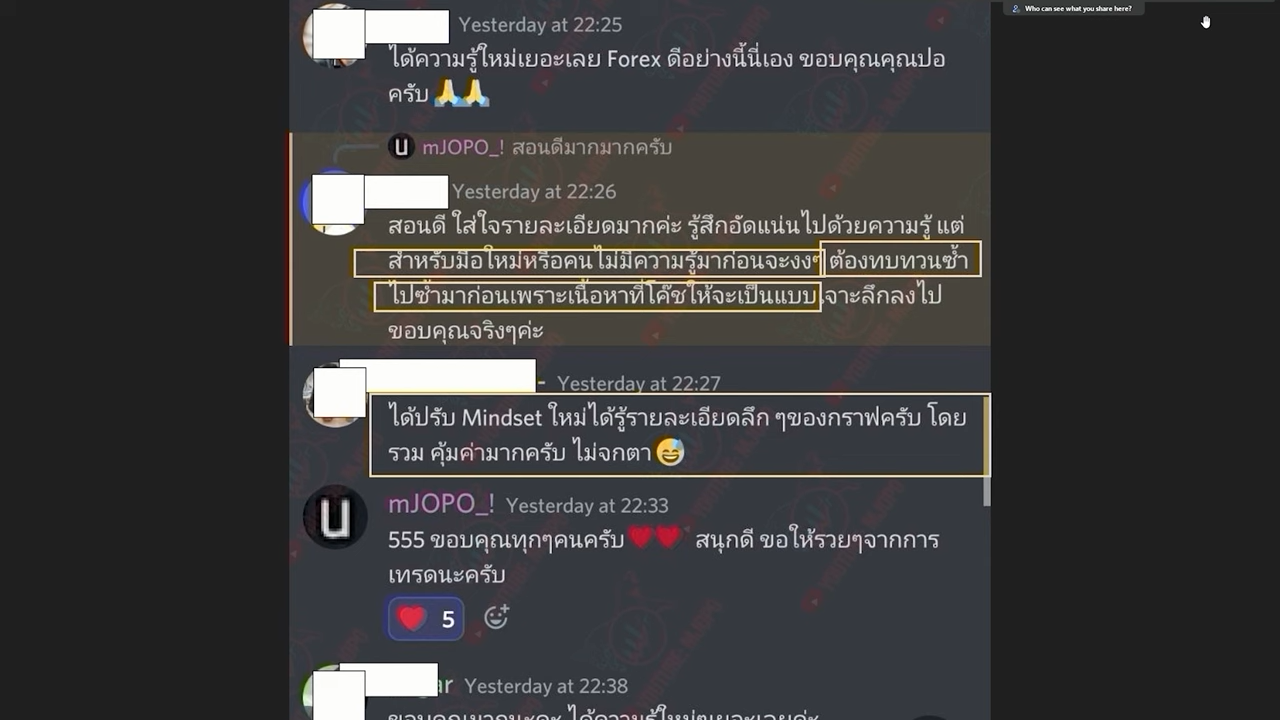 Who can see what you share here?
Yesterday at 22:25
ได้ความรู้ใหม่เยอะเลย Forex ดีอย่างนี้นี่เอง ขอบคุณคุณปอ
ครับ 🙏🙏
mJOPO_! สอนดีมากมากครับ
Yesterday at 22:26
สอนดี ใส่ใจรายละเอียดมากค่ะ รู้สึกอัดแน่นไปด้วยความรู้ แต่
สำหรับมือใหม่หรือคนไม่มีความรู้มาก่อนจะงงๆ ต้องทบทวนซ้ำ
ไปซ้ำมาก่อนเพราะเนื้อหาที่โค๊ชให้จะเป็นแบบเจาะลึกลงไป
ขอบคุณจริงๆค่ะ
Yesterday at 22:27
ได้ปรับ Mindset ใหม่ได้รู้รายละเอียดลึก ๆของกราฟครับ โดย
รวม คุ้มค่ามากครับ ไม่จกตา 😅
mJOPO_! Yesterday at 22:33
555 ขอบคุณทุกๆคนครับ❤️❤️ สนุกดี ขอให้รวยๆจากการ
เทรดนะครับ
❤️ 5
ar Yesterday at 22:38